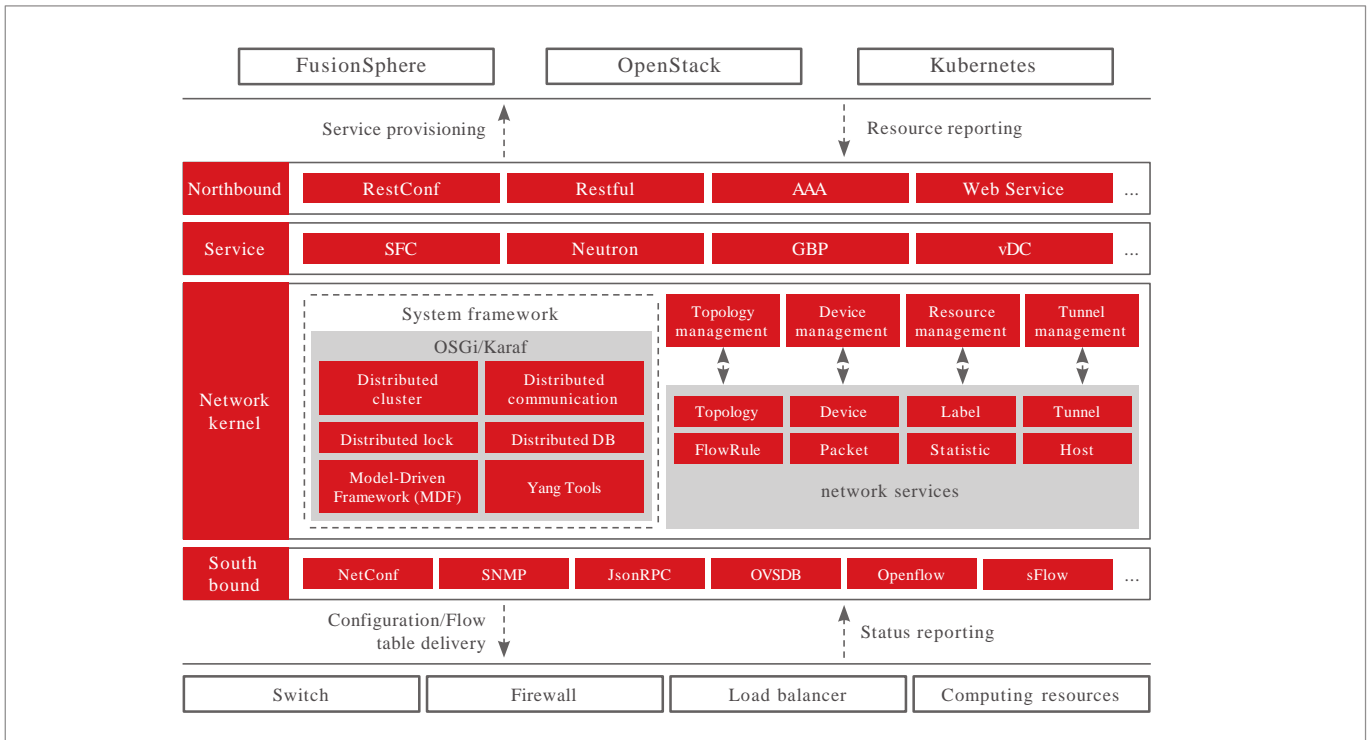 FusionSphere
OpenStack
Kubernetes
Service provisioning
Resource reporting
Northbound
RestConf
Restful
AAA
Web Service
...
Service
SFC
Neutron
GBP
vDC
...
Network
kernel
System framework
OSGi/Karaf
Distributed
cluster
Distributed
communication
Distributed lock
Distributed DB
Model-Driven
Framework (MDF)
Yang Tools
Topology
management
Device
management
Resource
management
Tunnel
management
Topology
Device
Label
Tunnel
FlowRule
Packet
Statistic
Host
network services
South
bound
NetConf
SNMP
JsonRPC
OVSDB
Openflow
sFlow
...
Configuration/Flow
table delivery
Status reporting
Switch
Firewall
Load balancer
Computing resources